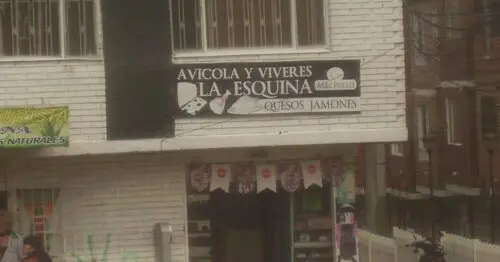 AVICOLA Y VIVERES
LA ESQUINA
QUESOS JAMONES
NATURALES